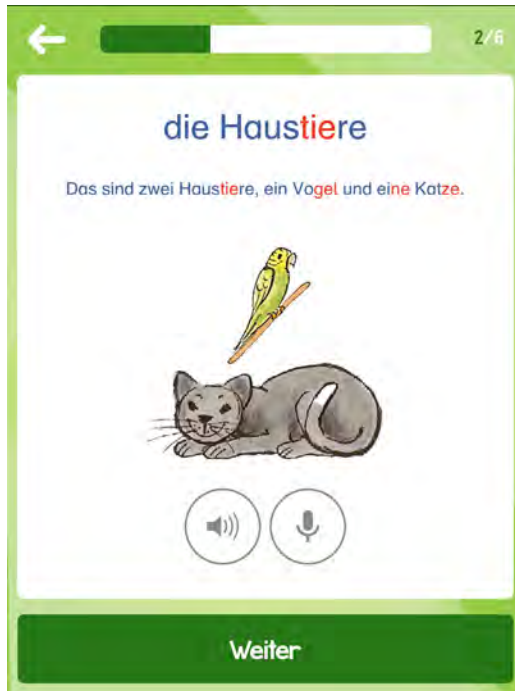 2/6
die Haustiere
Das sind zwei Haustiere, ein Vogel und eine Katze.
Weiter